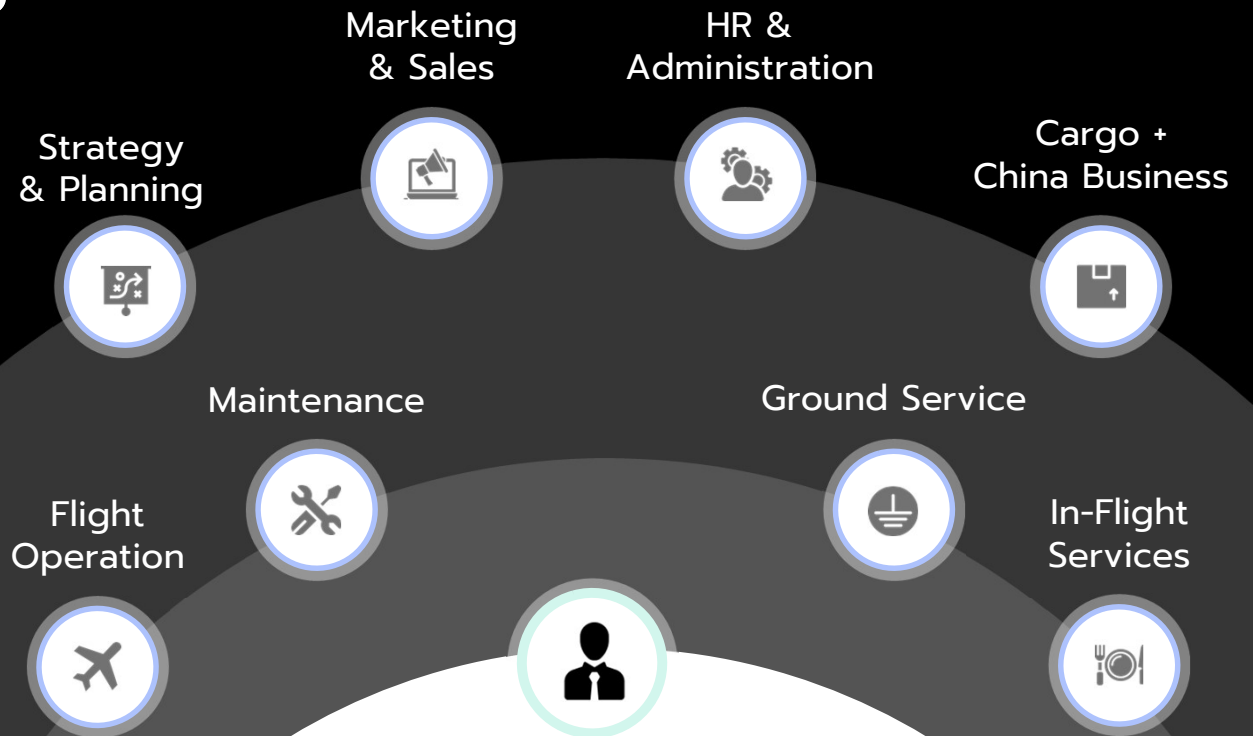 Marketing
& Sales
HR &
Administration
Strategy
& Planning
Cargo +
China Business
Maintenance
Ground Service
Flight
Operation
In-Flight
Services